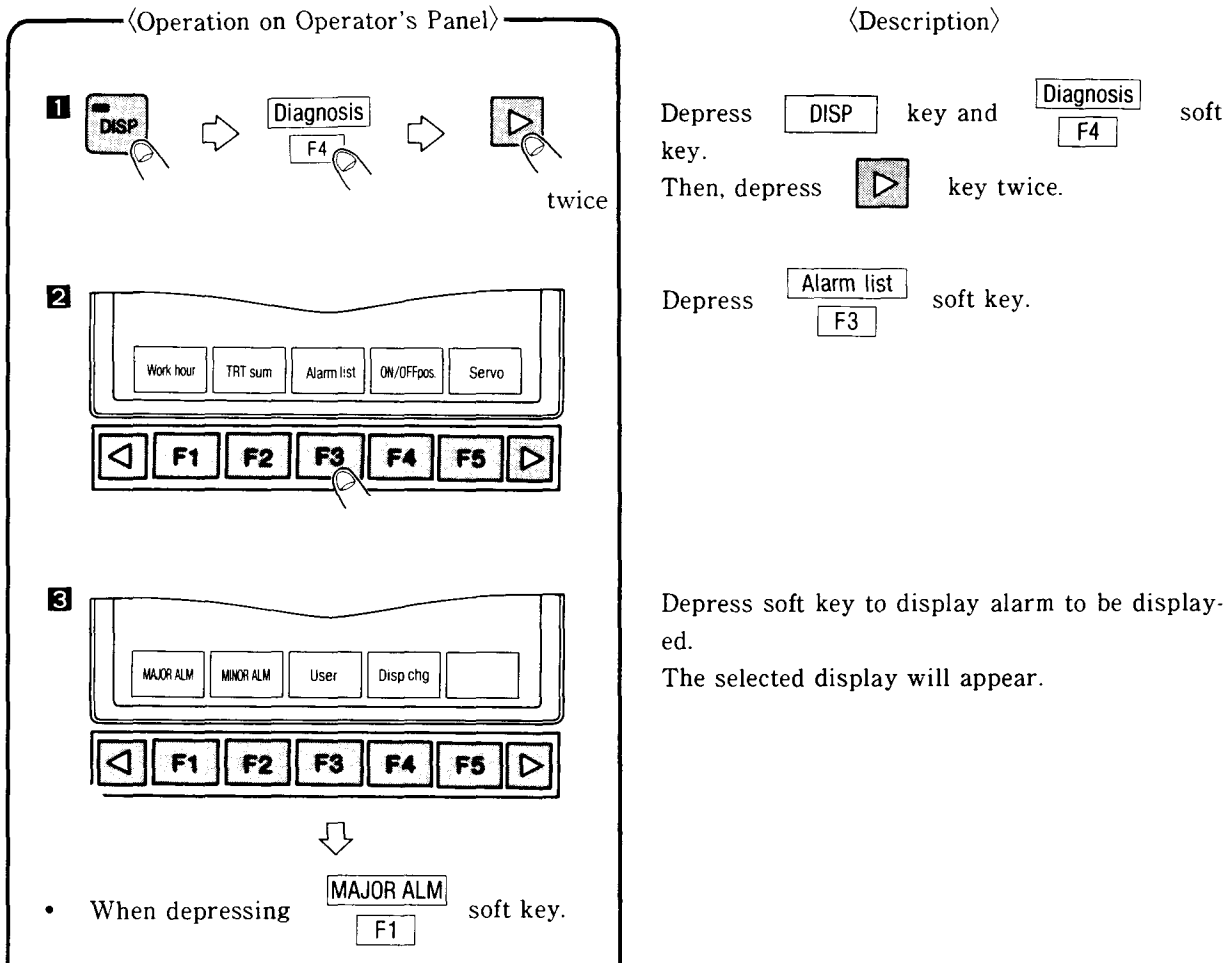 〈Operation on Operator's Panel〉
〈Description〉
1
DISP
Diagnosis
F4
twice
Depress DISP key and Diagnosis F4 soft
key.
Then, depress key twice.
2
Work hour TRT sum Alarm list ON/OFFpos. Servo
F1 F2 F3 F4 F5
Depress Alarm list F3 soft key.
3
MAJOR ALM MINOR ALM User Disp chg
F1 F2 F3 F4 F5
Depress soft key to display alarm to be display-
ed.
The selected display will appear.
• When depressing MAJOR ALM F1 soft key.